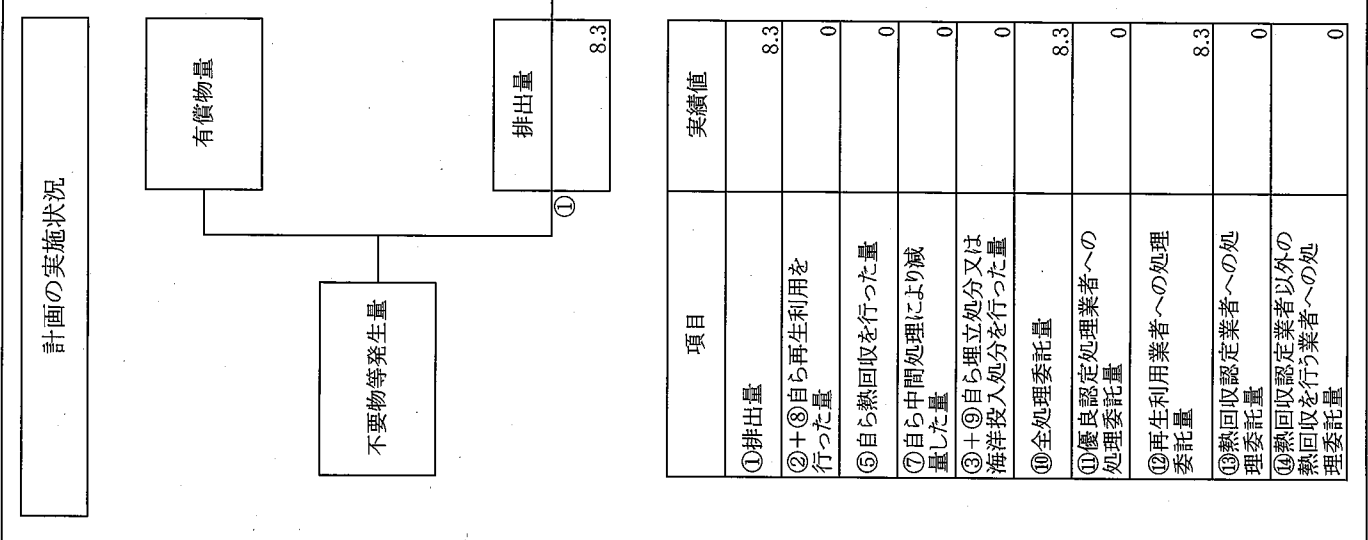 計画の実施状況
有償物量
不要物等発生量
排出量
①
8.3
項目
実績値
①排出量
8.3
②+⑧自ら再生利用を
行った量
0
⑤自ら熱回収を行った量
0
⑦自ら中間処理により減
量した量
0
③+⑨自ら埋立処分又は
海洋投入処分を行った量
0
⑩全処理委託量
8.3
⑪優良認定処理業者への
処理委託量
0
⑫再生利用業者への処理
委託量
8.3
⑬熱回収認定業者への処
理委託量
0
⑭熱回収認定業者以外の
熱回収を行う業者への処
理委託量
0